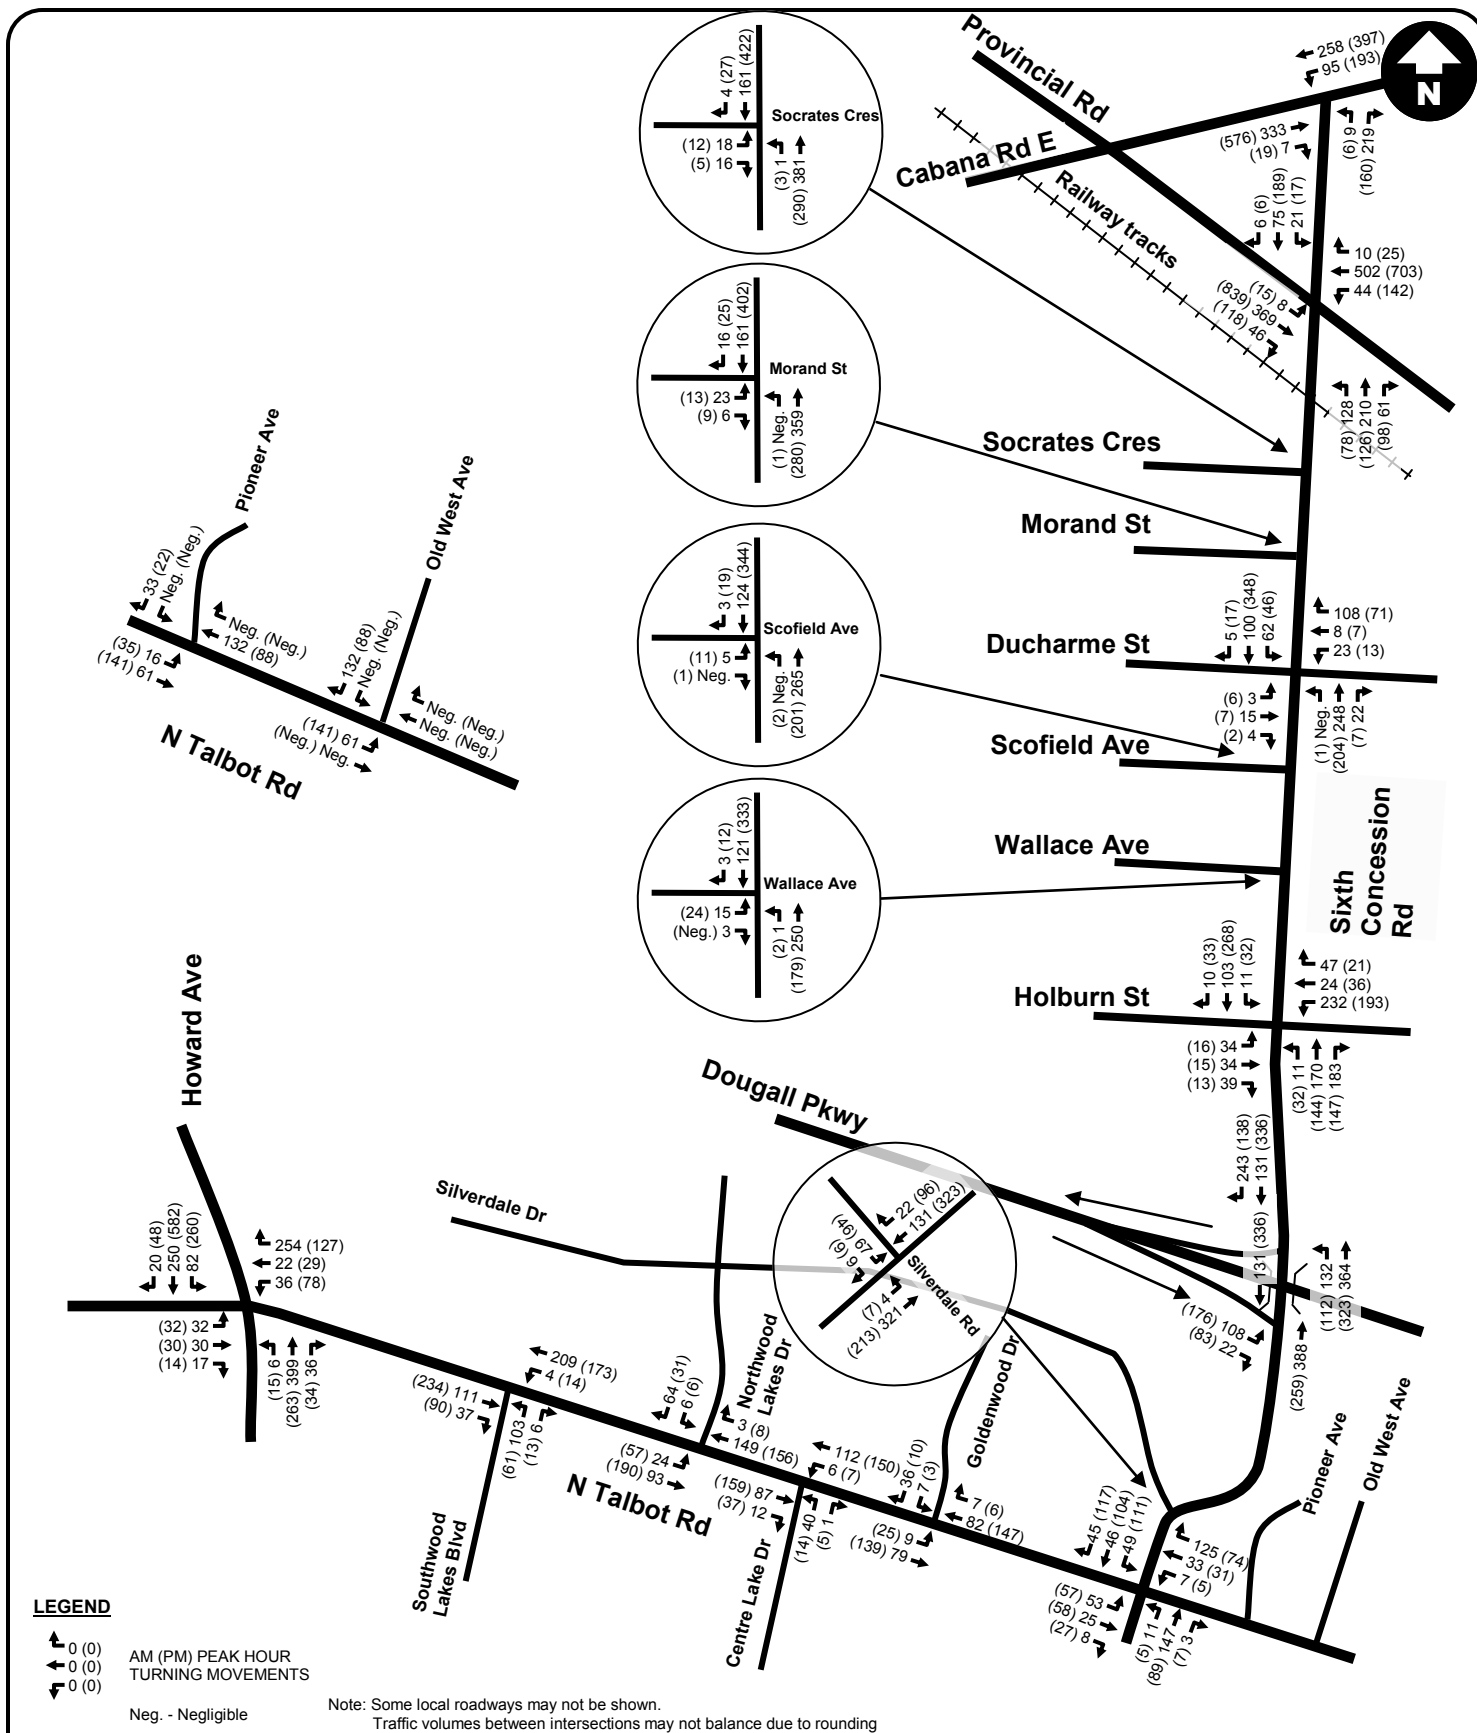 258 (397)
95 (193)
N
Provincial Rd
Cabana Rd E
Railway tracks
(576) 333
(19) 7
(6) 9
(160) 219
6 (6)
75 (189)
21 (17)
10 (25)
502 (703)
44 (142)
(15) 8
(839) 369
(118) 46
(78) 128
(126) 210
(98) 61
4 (27)
161 (422)
Socrates Cres
(12) 18
(5) 16
(3) 1
(290) 381
16 (25)
161 (402)
Morand St
(13) 23
(9) 6
(1) Neg.
(280) 359
3 (19)
124 (344)
Scofield Ave
(11) 5
(1) Neg.
(2) Neg.
(201) 265
3 (12)
121 (333)
Wallace Ave
(24) 15
(Neg.) 3
(2) 1
(179) 250
Socrates Cres
Morand St
Ducharme St
5 (17)
100 (348)
62 (46)
108 (71)
8 (7)
23 (13)
(6) 3
(7) 15
(2) 4
(1) Neg.
(204) 248
(7) 22
Scofield Ave
Wallace Ave
Sixth
Concession
Rd
Holburn St
10 (33)
103 (268)
11 (32)
47 (21)
24 (36)
232 (193)
(16) 34
(15) 34
(13) 39
(32) 11
(144) 170
(147) 183
Pioneer Ave
Old West Ave
33 (22)
Neg. (Neg.)
Neg. (Neg.)
132 (88)
(35) 16
(141) 61
132 (88)
Neg. (Neg.)
Neg. (Neg.)
Neg. (Neg.)
(141) 61
(Neg.) Neg.
N Talbot Rd
Dougall Pkwy
243 (138)
131 (336)
131 (336)
(112) 132
(323) 364
(176) 108
(83) 22
(259) 388
22 (96)
131 (323)
(46) 67
(9) 9
(7) 4
(213) 321
Silverdale Rd
Howard Ave
Silverdale Dr
20 (48)
250 (582)
82 (260)
254 (127)
22 (29)
36 (78)
(32) 32
(30) 30
(14) 17
(15) 6
(263) 399
(34) 36
209 (173)
4 (14)
(234) 111
(90) 37
(61) 103
(13) 6
Southwood
Lakes Blvd
64 (31)
6 (6)
Northwood
Lakes Dr
3 (8)
149 (156)
(57) 24
(190) 93
N Talbot Rd
112 (150)
6 (7)
(159) 87
(37) 12
(14) 40
(5) 1
Centre Lake Dr
36 (10)
7 (3)
Goldenwood Dr
7 (6)
82 (147)
(25) 9
(139) 79
45 (117)
46 (104)
49 (111)
125 (74)
33 (31)
7 (5)
(57) 53
(58) 25
(27) 8
(5) 11
(89) 147
(7) 3
Pioneer Ave
Old West Ave
LEGEND
0 (0)
0 (0)
0 (0)
AM (PM) PEAK HOUR
TURNING MOVEMENTS
Neg. - Negligible
Note: Some local roadways may not be shown.
Traffic volumes between intersections may not balance due to rounding